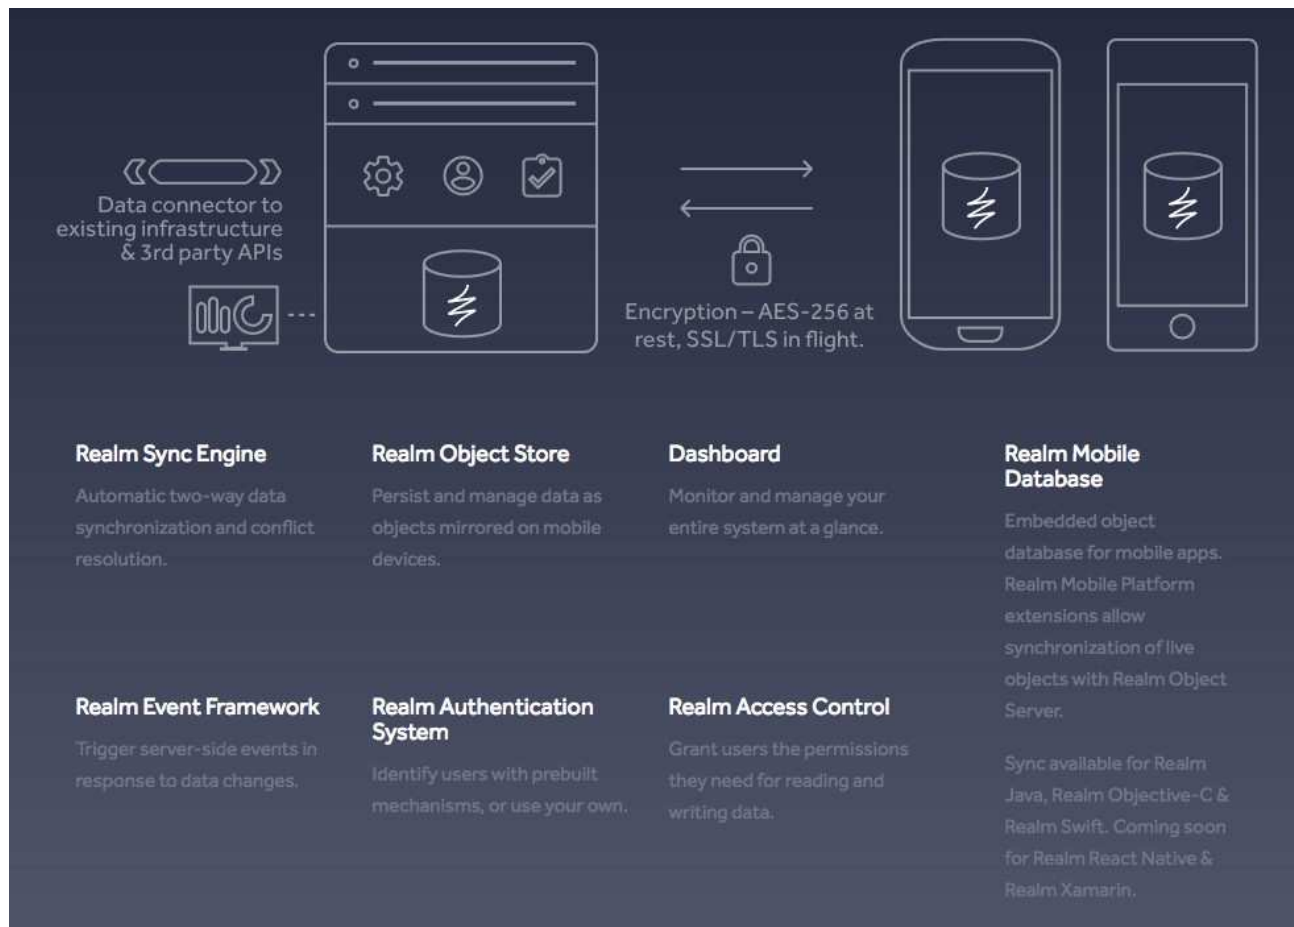 Data connector to
existing infrastructure
& 3rd party APIs
Encryption – AES-256 at
rest, SSL/TLS in flight.
Realm Sync Engine
Automatic two-way data
synchronization and conflict
resolution.
Realm Object Store
Persist and manage data as
objects mirrored on mobile
devices.
Dashboard
Monitor and manage your
entire system at a glance.
Realm Mobile
Database
Embedded object
database for mobile apps.
Realm Mobile Platform
extensions allow
synchronization of live
objects with Realm Object
Server.
Sync available for Realm
Java, Realm Objective-C &
Realm Swift. Coming soon
for Realm React Native &
Realm Xamarin.
Realm Event Framework
Trigger server-side events in
response to data changes.
Realm Authentication
System
Identify users with prebuilt
mechanisms, or use your own.
Realm Access Control
Grant users the permissions
they need for reading and
writing data.